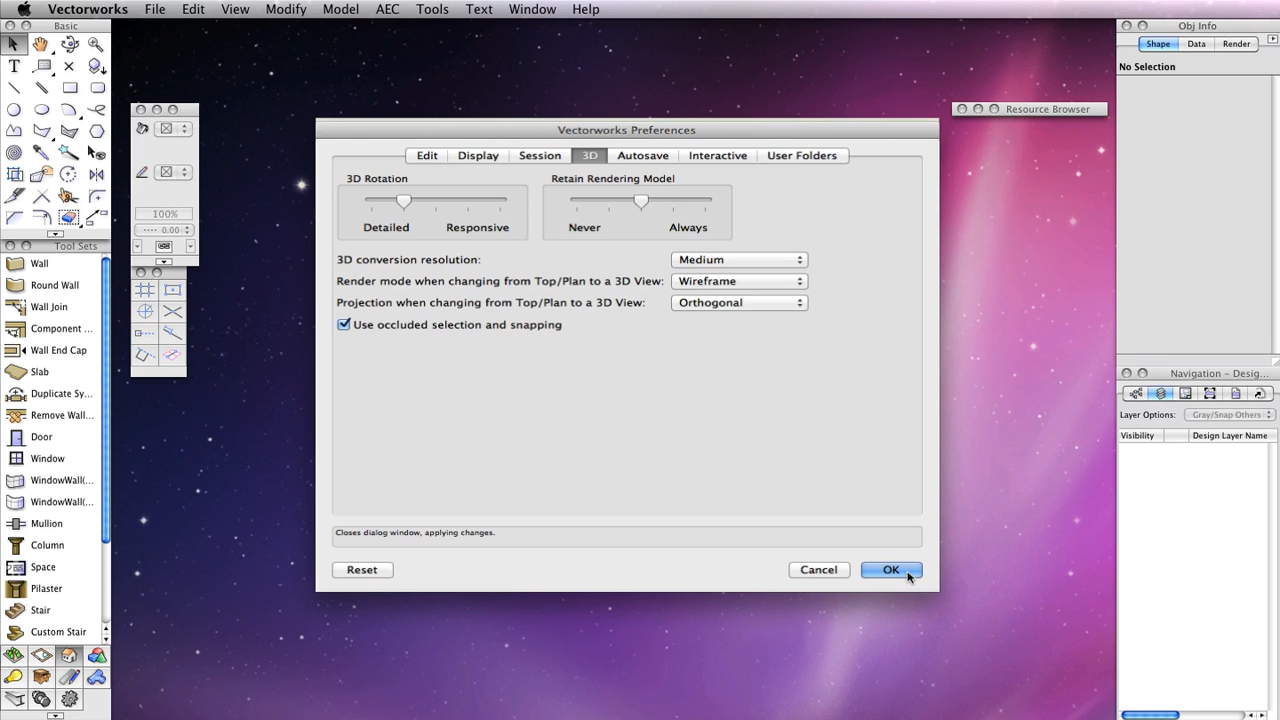 Vectorworks File Edit View Modify Model AEC Tools Text Window Help
Basic
Obj Info
Shape Data Render
No Selection
Resource Browser
100%
0.00
Vectorworks Preferences
Edit Display Session 3D Autosave Interactive User Folders
3D Rotation
Detailed Responsive
Retain Rendering Model
Never Always
3D conversion resolution: Medium
Render mode when changing from Top/Plan to a 3D View: Wireframe
Projection when changing from Top/Plan to a 3D View: Orthogonal
Use occluded selection and snapping
Closes dialog window, applying changes.
Reset Cancel OK
Tool Sets
Wall
Round Wall
Wall Join
Component ...
Wall End Cap
Slab
Duplicate Sy...
Remove Wall...
Door
Window
WindowWall(...
WindowWall(...
Mullion
Column
Space
Pilaster
Stair
Custom Stair
Navigation – Desig...
Layer Options: Gray/Snap Others
Visibility Design Layer Name